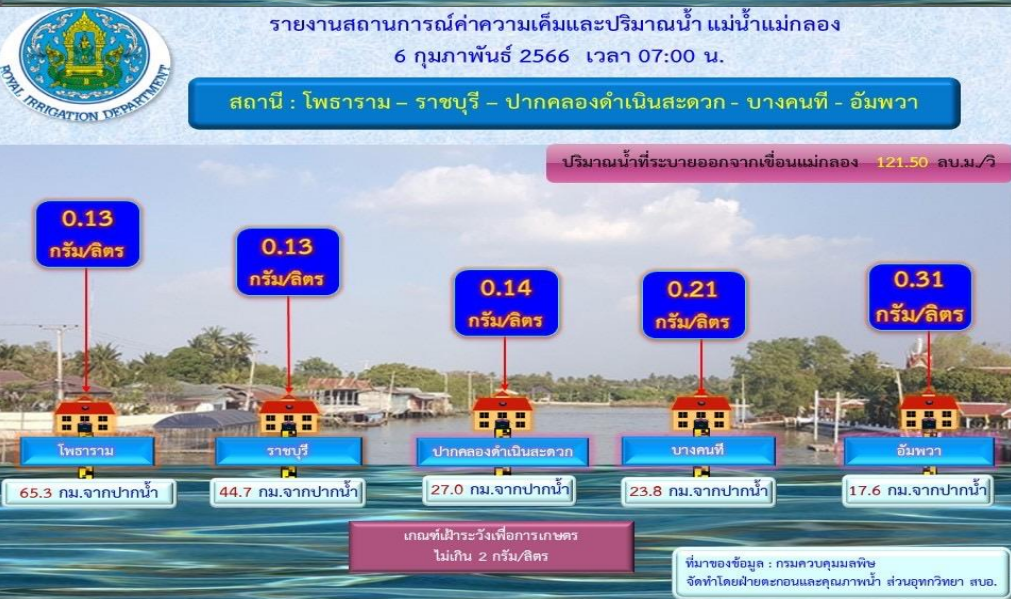 รายงานสถานการณ์ค่าความเค็มและปริมาณน้ำ แม่น้ำแม่กลอง
6 กุมภาพันธ์ 2566 เวลา 07:00 น.
ROYAL IRRIGATION DEPARTMENT
สถานี : โพธาราม – ราชบุรี – ปากคลองดำเนินสะดวก - บางคนที - อัมพวา
ปริมาณน้ำที่ระบายออกจากเขื่อนแม่กลอง 121.50 ลบ.ม./วิ
0.13
กรัม/ลิตร
0.13
กรัม/ลิตร
0.14
กรัม/ลิตร
0.21
กรัม/ลิตร
0.31
กรัม/ลิตร
โพธาราม
ราชบุรี
ปากคลองดำเนินสะดวก
บางคนที
อัมพวา
65.3 กม.จากปากน้ำ
44.7 กม.จากปากน้ำ
27.0 กม.จากปากน้ำ
23.8 กม.จากปากน้ำ
17.6 กม.จากปากน้ำ
เกณฑ์เฝ้าระวังเพื่อการเกษตร
ไม่เกิน 2 กรัม/ลิตร
ที่มาของข้อมูล : กรมควบคุมมลพิษ
จัดทำโดยฝ่ายตะกอนและคุณภาพน้ำ ส่วนอุทกวิทยา สบอ.